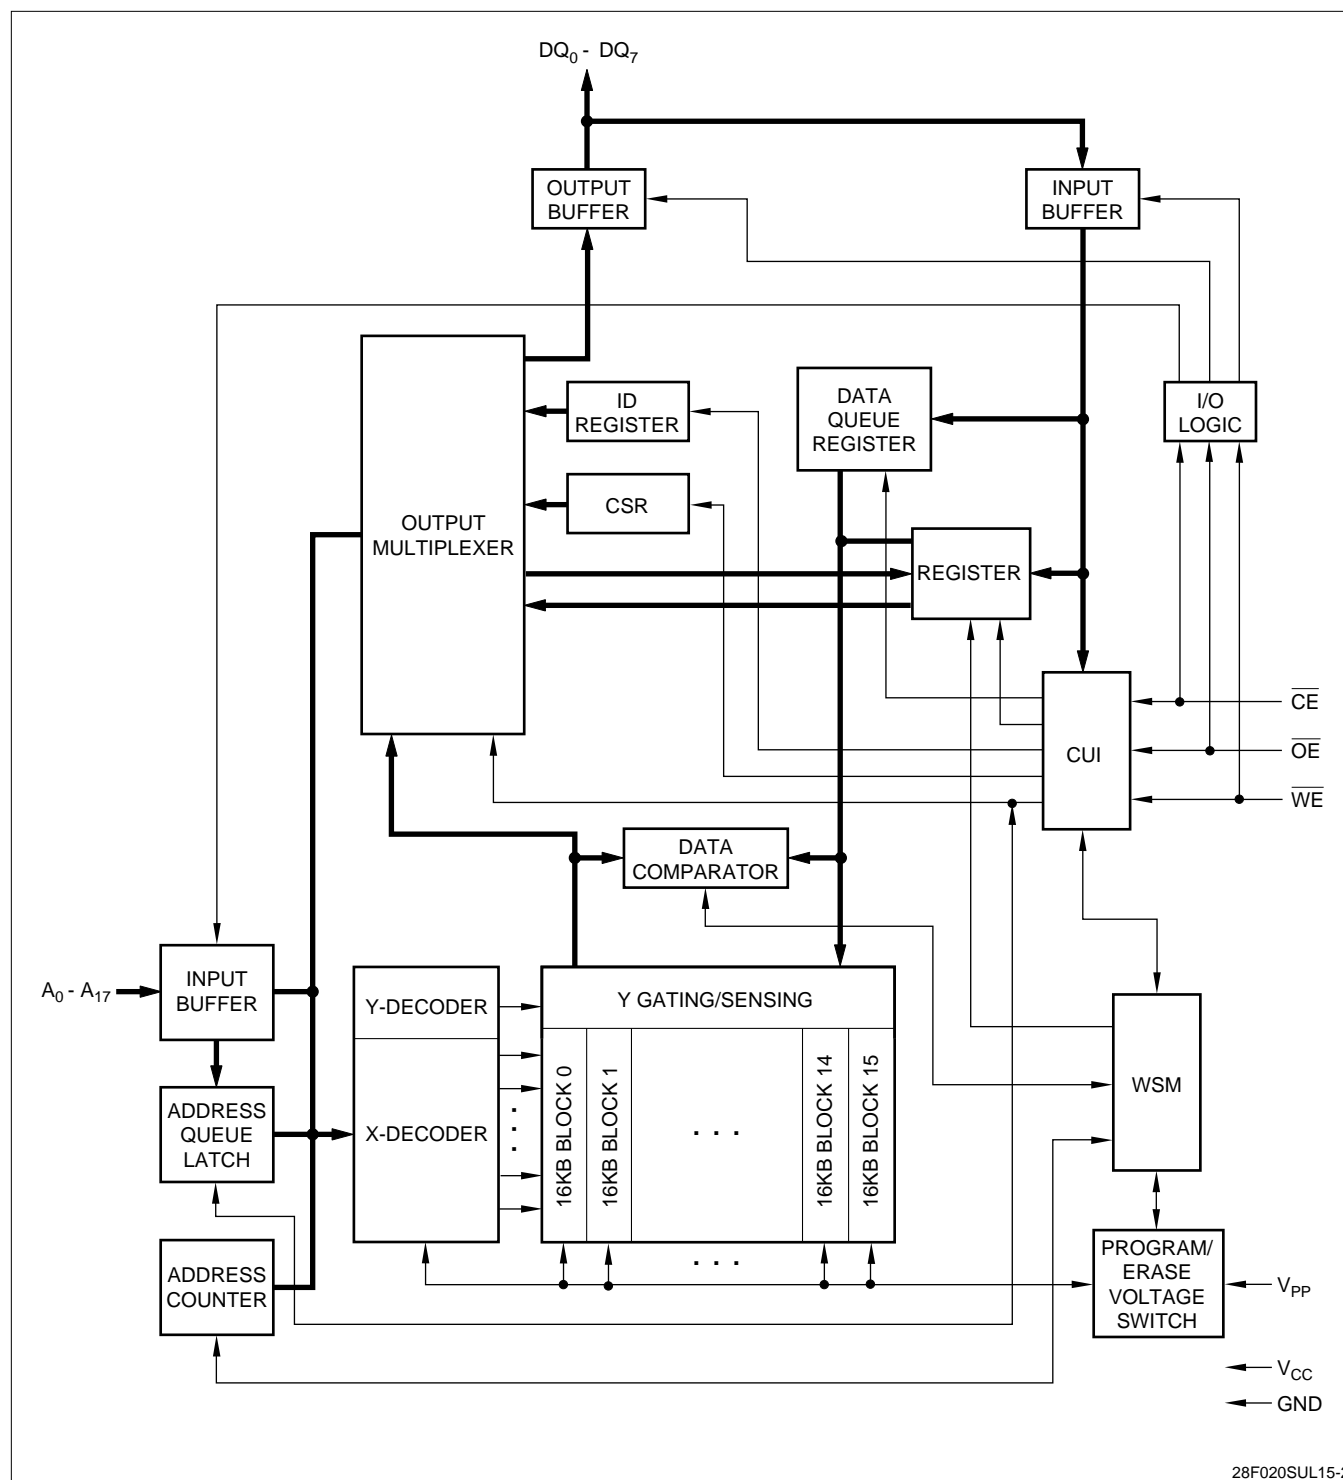 DQ0 - DQ7
OUTPUT
BUFFER
INPUT
BUFFER
OUTPUT
MULTIPLEXER
ID
REGISTER
CSR
DATA
QUEUE
REGISTER
I/O
LOGIC
REGISTER
CUI
CE
OE
WE
DATA
COMPARATOR
A0 - A17
INPUT
BUFFER
Y-DECODER
Y GATING/SENSING
ADDRESS
QUEUE
LATCH
X-DECODER
16KB BLOCK 0
16KB BLOCK 1
. . .
16KB BLOCK 14
16KB BLOCK 15
WSM
ADDRESS
COUNTER
. . .
PROGRAM/
ERASE
VOLTAGE
SWITCH
VPP
VCC
GND